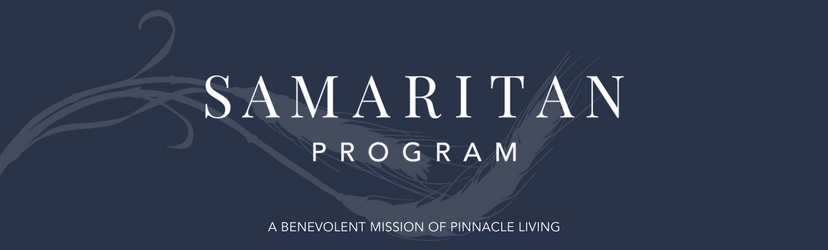 SAMARITAN
PROGRAM
A BENEVOLENT MISSION OF PINNACLE LIVING